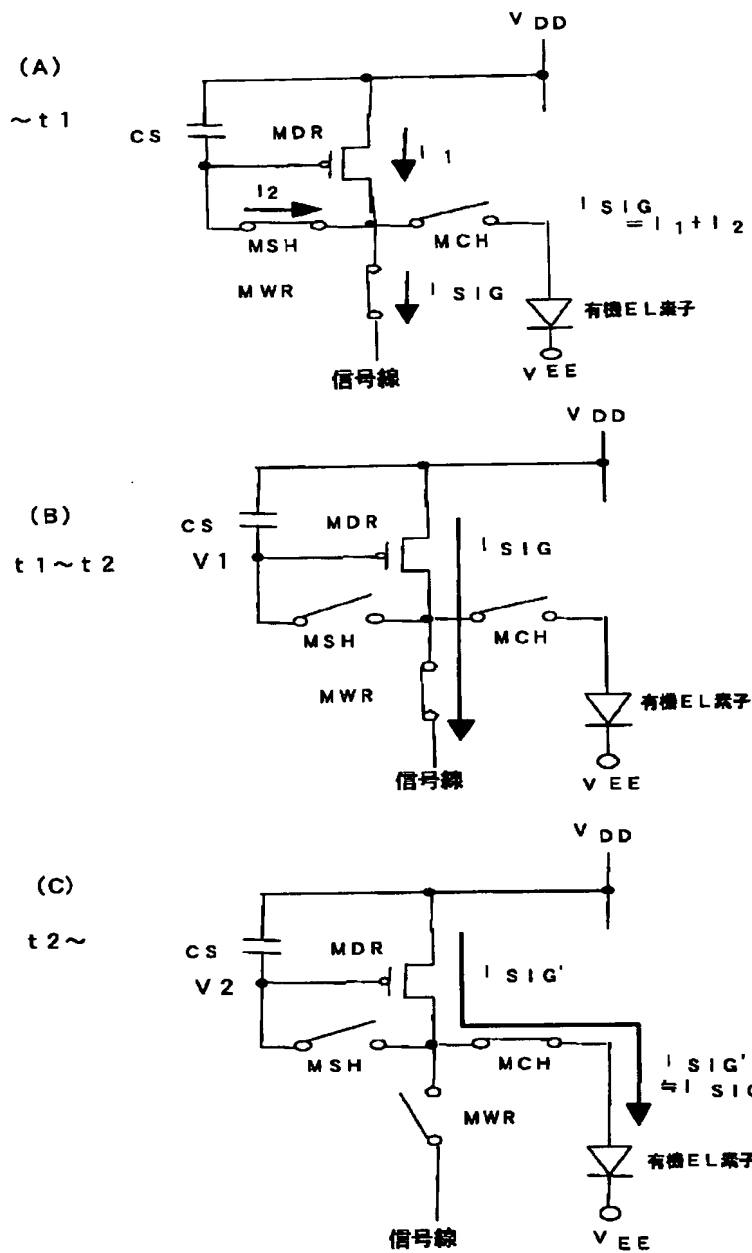 V DD
(A)
~t1
CS
MDR
I1
I2
I SIG
=I1+I2
MSH
MCH
MWR
I SIG
有機EL素子
VEE
信号線
V DD
(B)
CS
MDR
I SIG
V1
t1~t2
MSH
MCH
MWR
有機EL素子
VEE
信号線
V DD
(C)
t2~
CS
MDR
I SIG'
V2
MSH
MCH
I SIG'
≒I SIG
MWR
有機EL素子
VEE
信号線